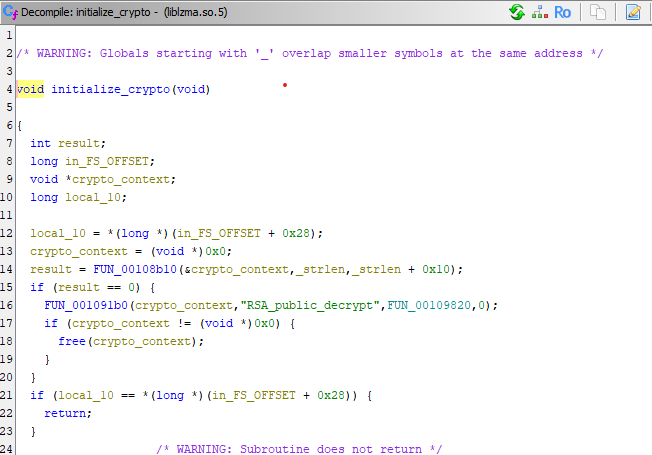 Decompile: initialize_crypto - (liblzma.so.5)
Ro
1
2 /* WARNING: Globals starting with '_' overlap smaller symbols at the same address */
3
4 void initialize_crypto(void)
5
6 {
7 int result;
8 long in_FS_OFFSET;
9 void *crypto_context;
10 long local_10;
11
12 local_10 = *(long *)(in_FS_OFFSET + 0x28);
13 crypto_context = (void *)0x0;
14 result = FUN_00108b10(&crypto_context,_strlen,_strlen + 0x10);
15 if (result == 0) {
16 FUN_001091b0(crypto_context,"RSA_public_decrypt",FUN_00109820,0);
17 if (crypto_context != (void *)0x0) {
18 free(crypto_context);
19 }
20 }
21 if (local_10 == *(long *)(in_FS_OFFSET + 0x28)) {
22 return;
23 }
24 /* WARNING: Subroutine does not return */